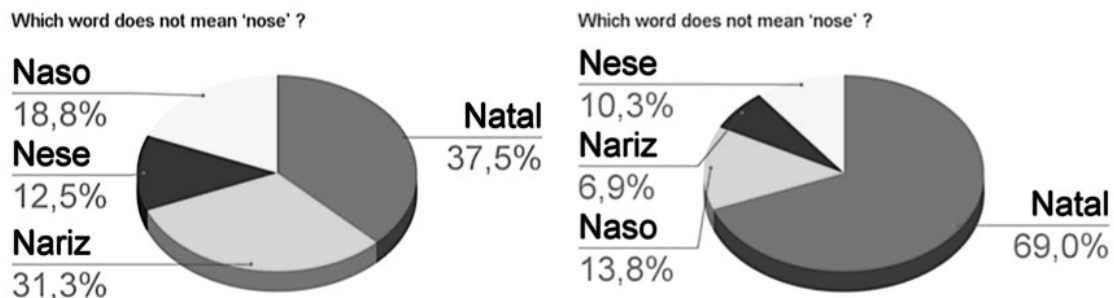 Which word does not mean ‘nose’ ?
Naso
18,8%
Nese
12,5%
Nariz
31,3%
Natal
37,5%
Which word does not mean ‘nose’ ?
Nese
10,3%
Nariz
6,9%
Naso
13,8%
Natal
69,0%